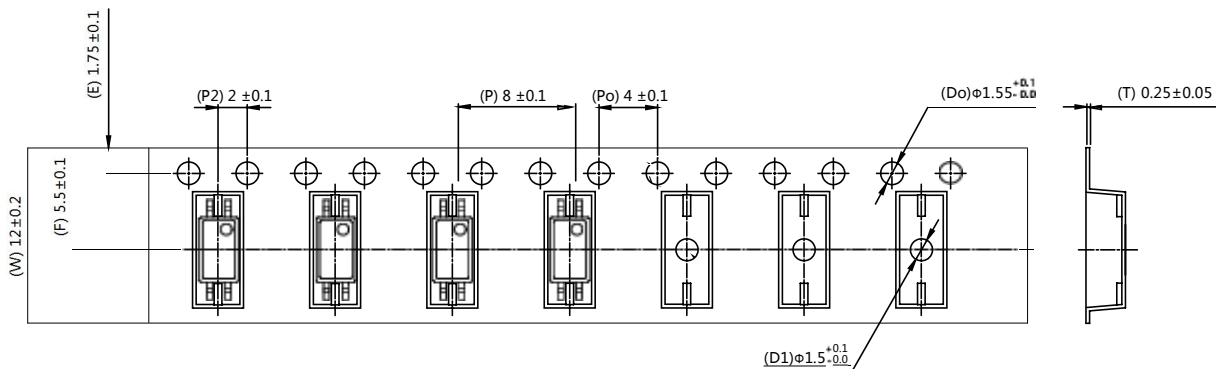 (E) 1.75±0.1
(P2) 2 ±0.1
(P) 8 ±0.1
(Po) 4 ±0.1
(Do)Φ1.55 +0.1 -0.0
(T) 0.25±0.05
(F) 5.5±0.1
(W) 12±0.2
(D1)Φ1.5 +0.1 -0.0